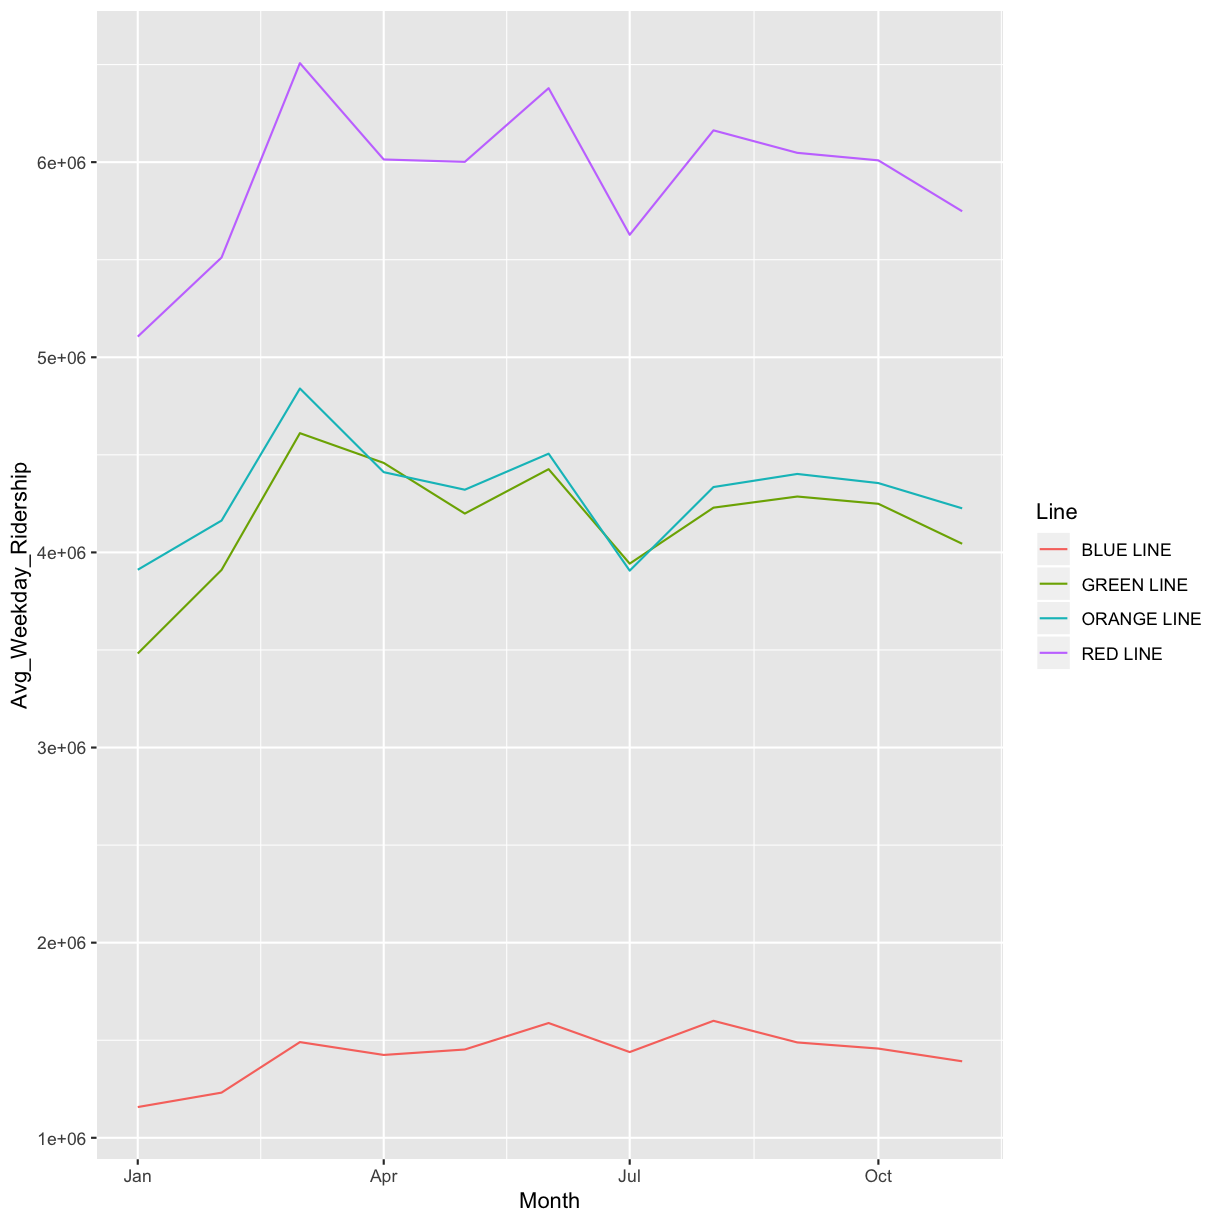 Avg_Weekday_Ridership
6e+06
5e+06
4e+06
3e+06
2e+06
1e+06
Jan
Apr
Jul
Oct
Month
Line
BLUE LINE
GREEN LINE
ORANGE LINE
RED LINE